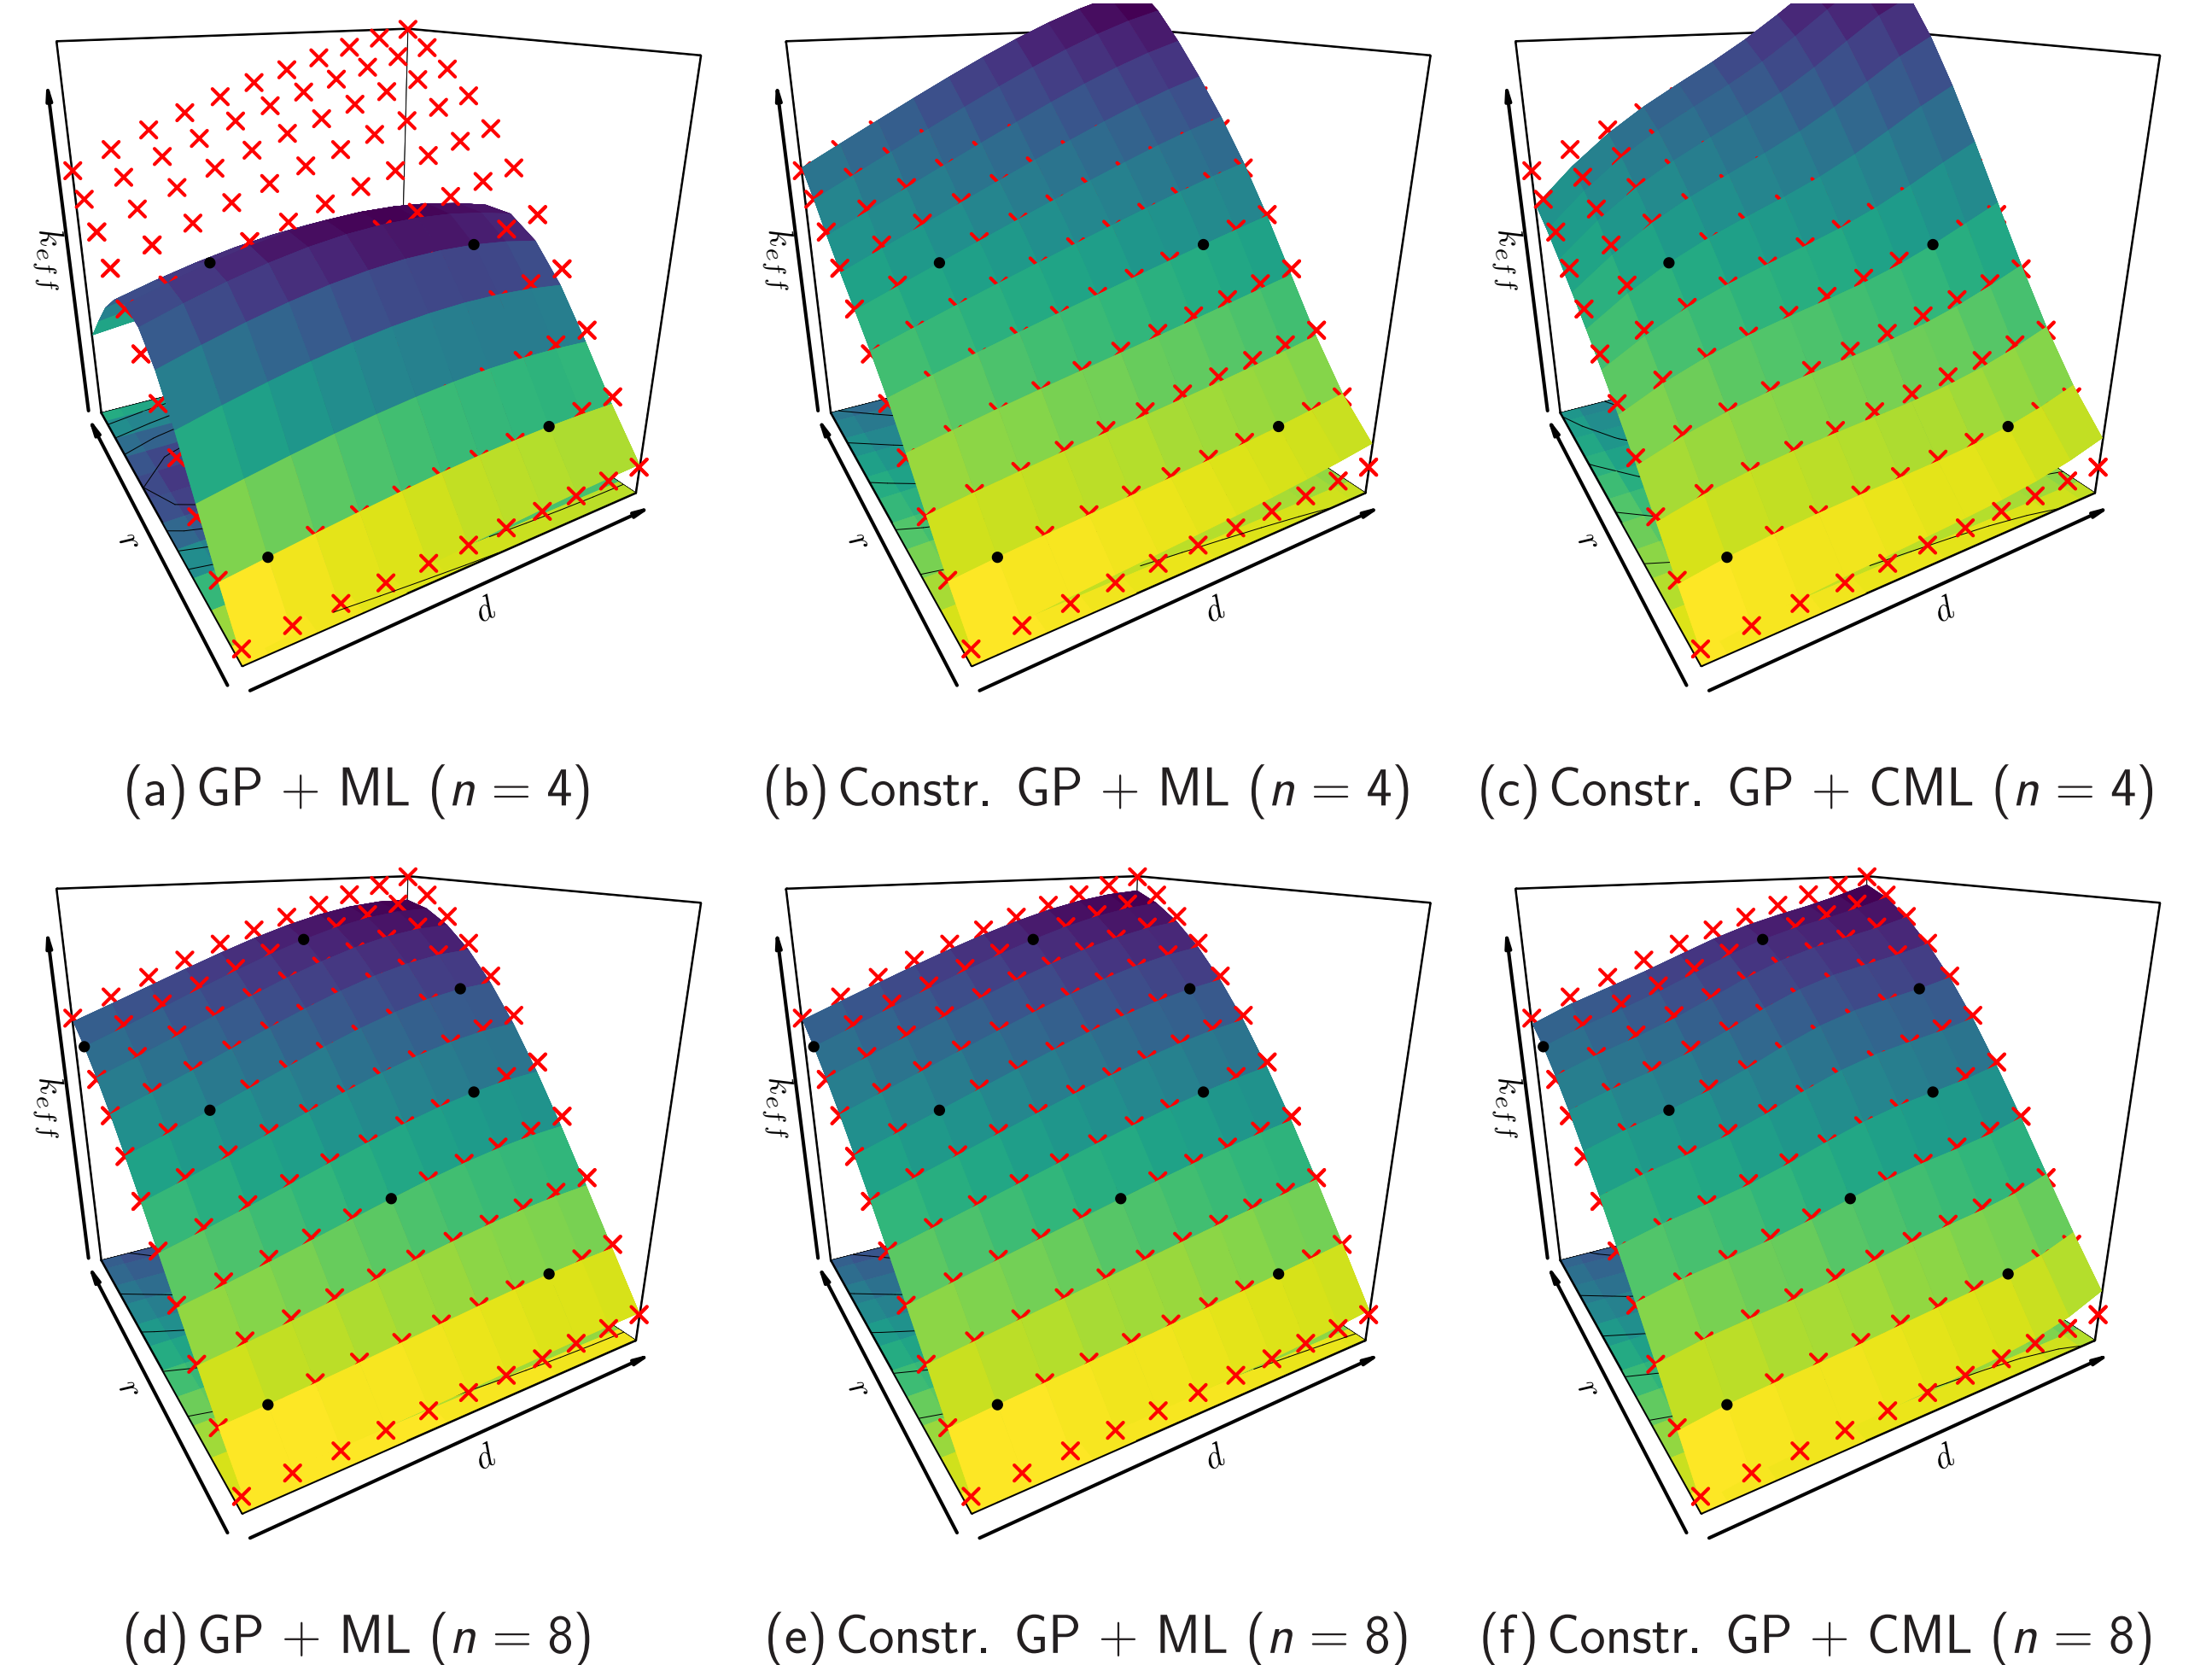 k_eff
r
d
k_eff
r
d
k_eff
r
d
(a) GP + ML (n = 4)
(b) Constr. GP + ML (n = 4)
(c) Constr. GP + CML (n = 4)
k_eff
r
d
k_eff
r
d
k_eff
r
d
(d) GP + ML (n = 8)
(e) Constr. GP + ML (n = 8)
(f) Constr. GP + CML (n = 8)